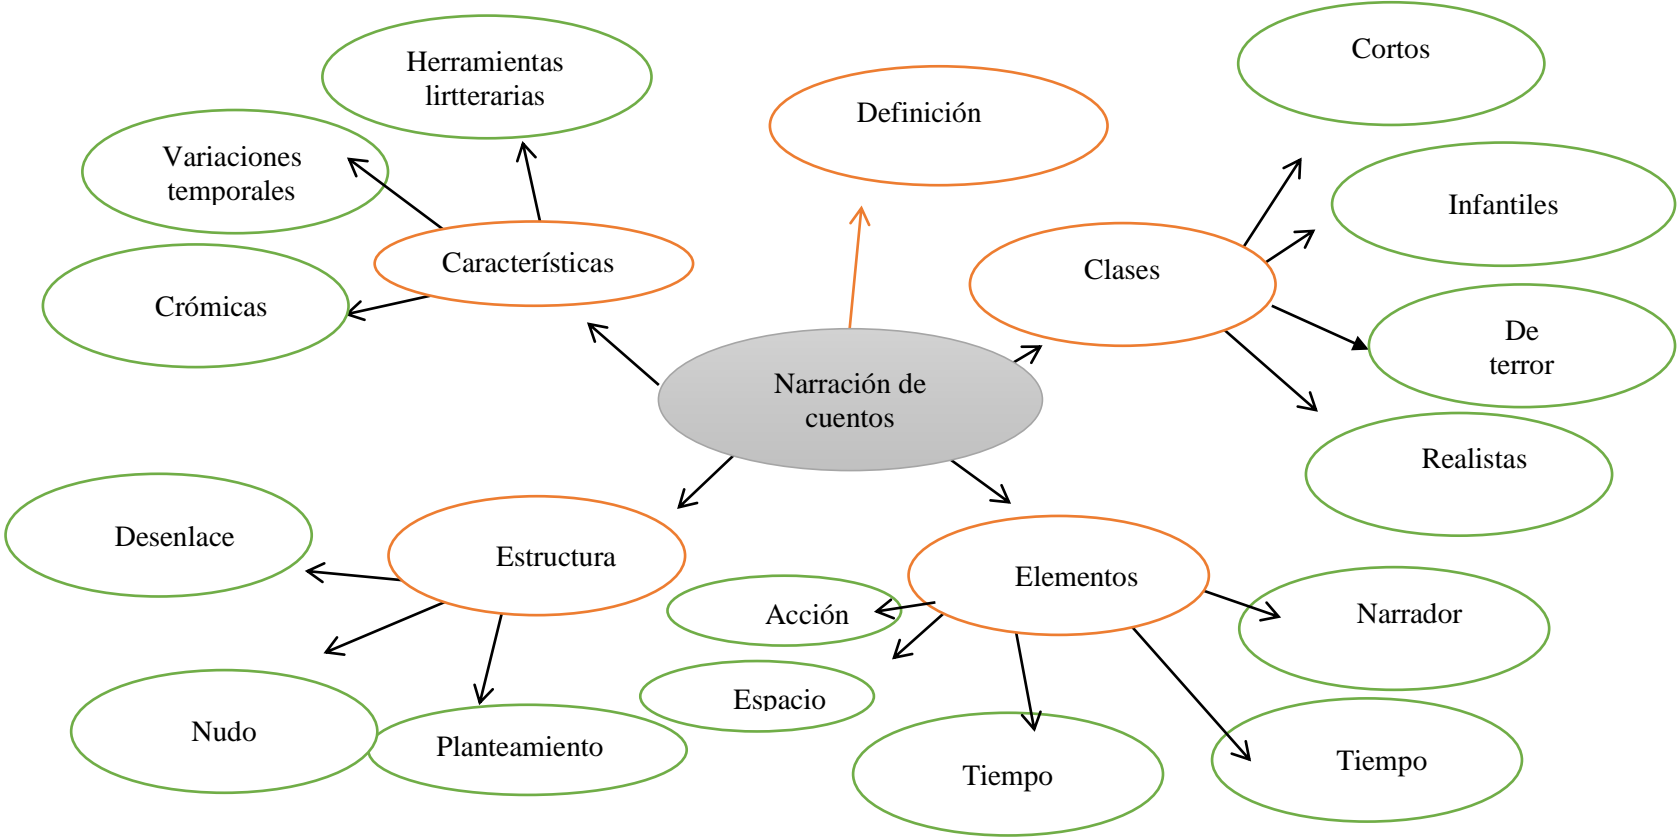 Herramientas
lirtterarias
Cortos
Definición
Variaciones
temporales
Infantiles
Características
Clases
Crómicas
De
terror
Narración de
cuentos
Realistas
Desenlace
Estructura
Elementos
Acción
Narrador
Espacio
Nudo
Planteamiento
Tiempo
Tiempo